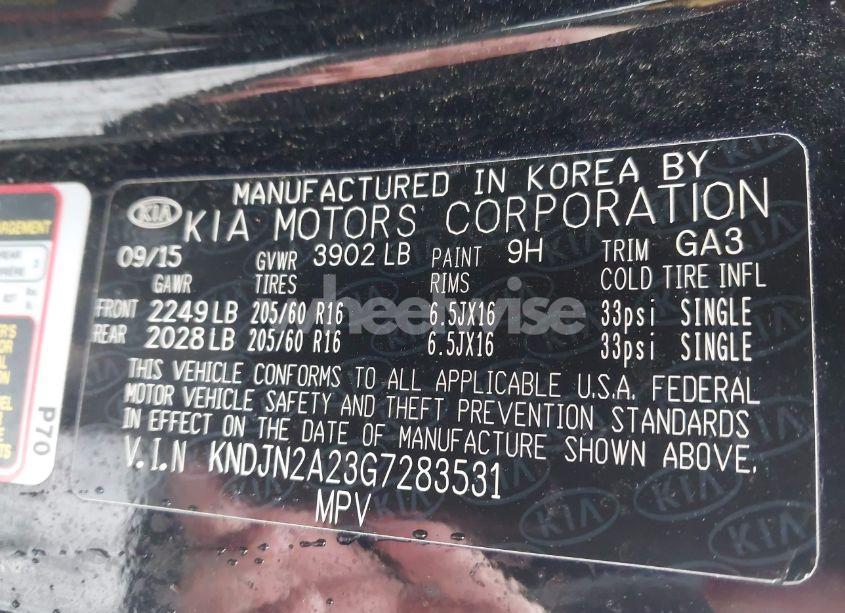 MANUFACTURED IN KOREA BY
KIA KIA MOTORS CORPORATION
09/15 GVWR 3902 LB PAINT 9H TRIM GA3
GAWR TIRES RIMS COLD TIRE INFL
FRONT 2249 LB 205/60 R16 6.5JX16 33psi SINGLE
REAR 2028 LB 205/60 R16 6.5JX16 33psi SINGLE
THIS VEHICLE CONFORMS TO ALL APPLICABLE U.S.A. FEDERAL
MOTOR VEHICLE SAFETY AND THEFT PREVENTION STANDARDS
IN EFFECT ON THE DATE OF MANUFACTURE SHOWN ABOVE.
V.I.N KNDJN2A23G7283531
MPV
wheelwise
P70